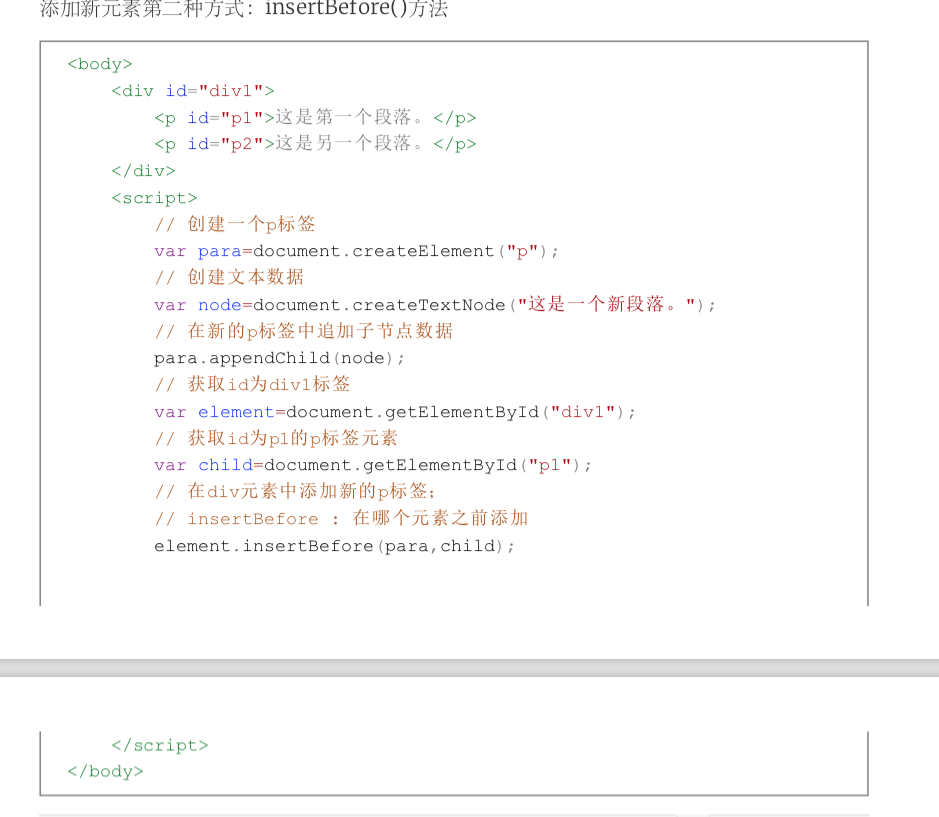 添加新元素第二种方式：insertBefore()方法
<body>
<div id="div1">
<p id="p1">这是第一个段落。</p>
<p id="p2">这是另一个段落。</p>
</div>
<script>
// 创建一个p标签
var para=document.createElement("p");
// 创建文本数据
var node=document.createTextNode("这是一个新段落。");
// 在新的p标签中追加子节点数据
para.appendChild(node);
// 获取id为div1标签
var element=document.getElementById("div1");
// 获取id为p1的p标签元素
var child=document.getElementById("p1");
// 在div元素中添加新的p标签；
// insertBefore : 在哪个元素之前添加
element.insertBefore(para,child);
</script>
</body>